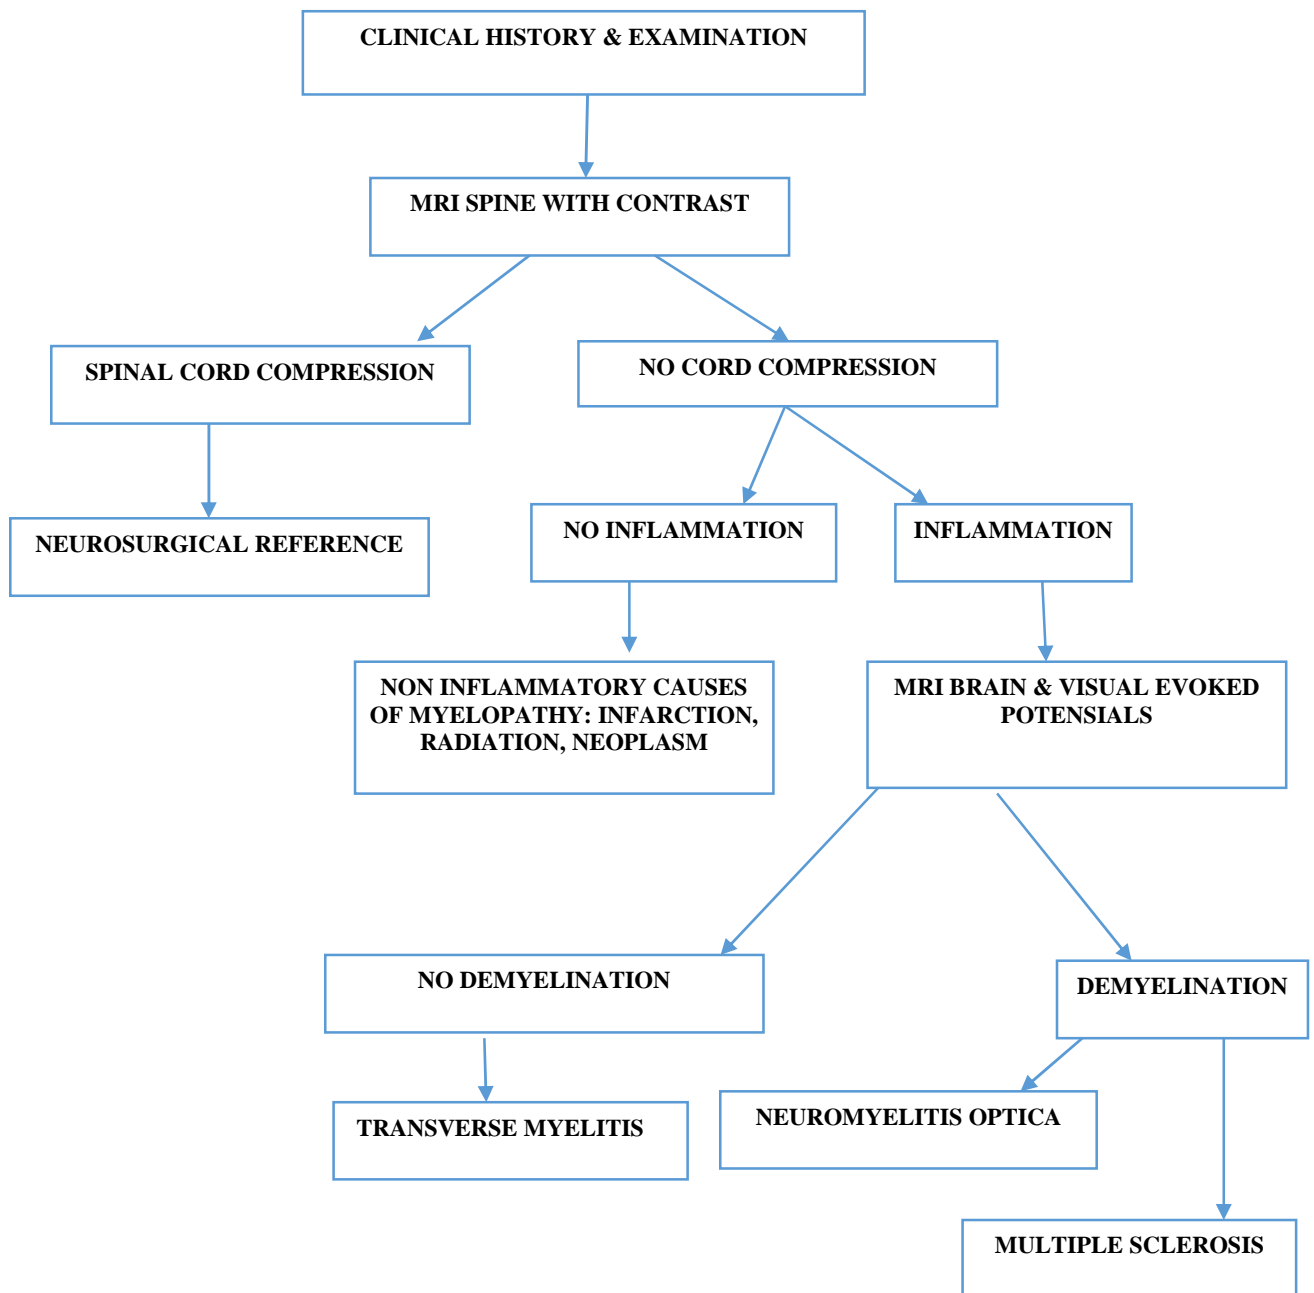 CLINICAL HISTORY & EXAMINATION
MRI SPINE WITH CONTRAST
SPINAL CORD COMPRESSION
NO CORD COMPRESSION
NEUROSURGICAL REFERENCE
NO INFLAMMATION
INFLAMMATION
NON INFLAMMATORY CAUSES
OF MYELOPATHY: INFARCTION,
RADIATION, NEOPLASM
MRI BRAIN & VISUAL EVOKED
POTENSIALS
NO DEMYELINATION
DEMYELINATION
TRANSVERSE MYELITIS
NEUROMYELITIS OPTICA
MULTIPLE SCLEROSIS